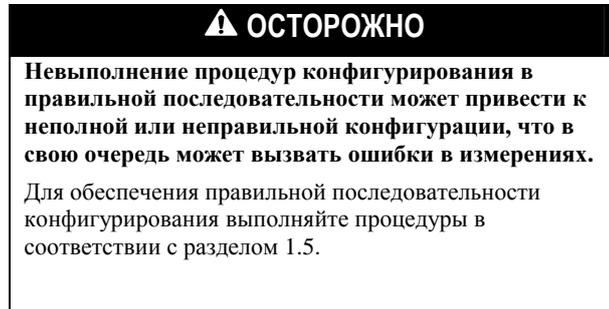 ОСТОРОЖНО
Невыполнение процедур конфигурирования в
правильной последовательности может привести к
неполной или неправильной конфигурации, что в
свою очередь может вызвать ошибки в измерениях.
Для обеспечения правильной последовательности
конфигурирования выполняйте процедуры в
соответствии с разделом 1.5.